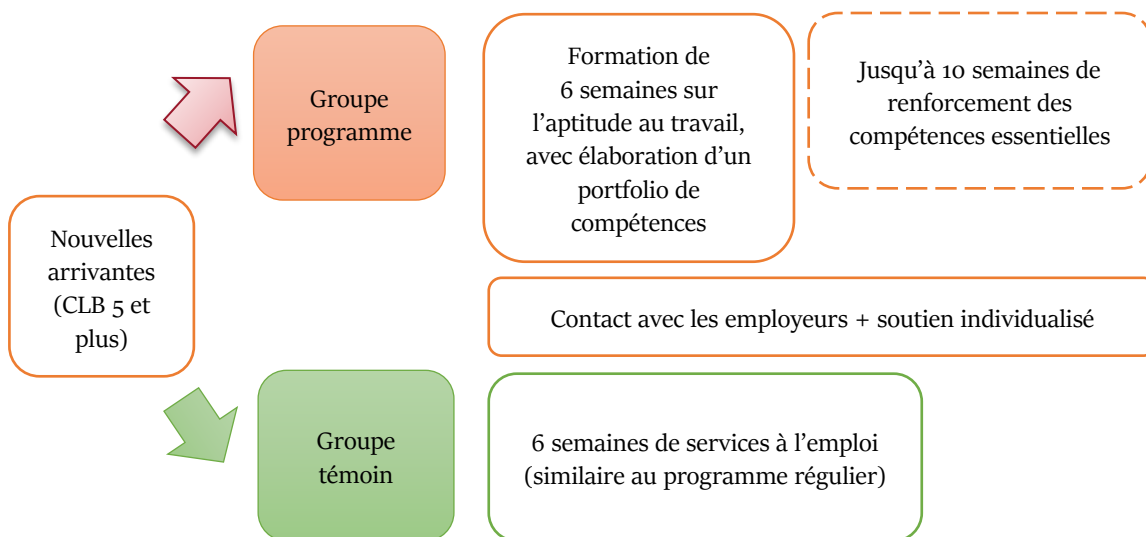 Nouvelles
arrivantes
(CLB 5 et
plus)
Groupe
programme
Formation de
6 semaines sur
l’aptitude au travail,
avec élaboration d’un
portfolio de
compétences
Jusqu’à 10 semaines de
renforcement des
compétences essentielles
Contact avec les employeurs + soutien individualisé
Groupe
témoin
6 semaines de services à l’emploi
(similaire au programme régulier)